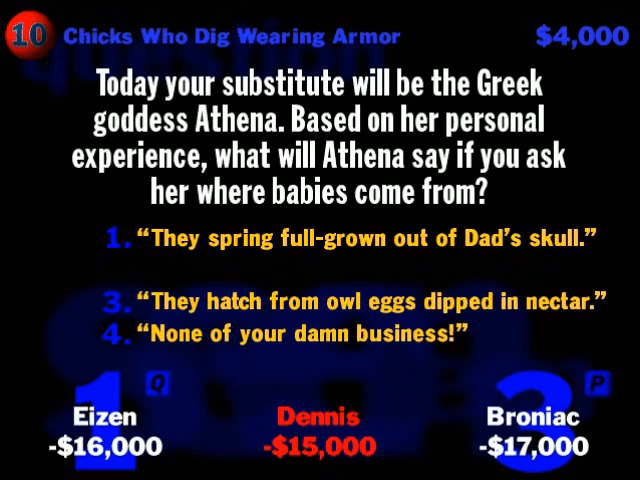 10 Chicks Who Dig Wearing Armor $4,000
Today your substitute will be the Greek
goddess Athena. Based on her personal
experience, what will Athena say if you ask
her where babies come from?
1. “They spring full-grown out of Dad’s skull.”
3. “They hatch from owl eggs dipped in nectar.”
4. “None of your damn business!”
1 Q 3 P
Eizen Dennis Broniac
-$16,000 -$15,000 -$17,000